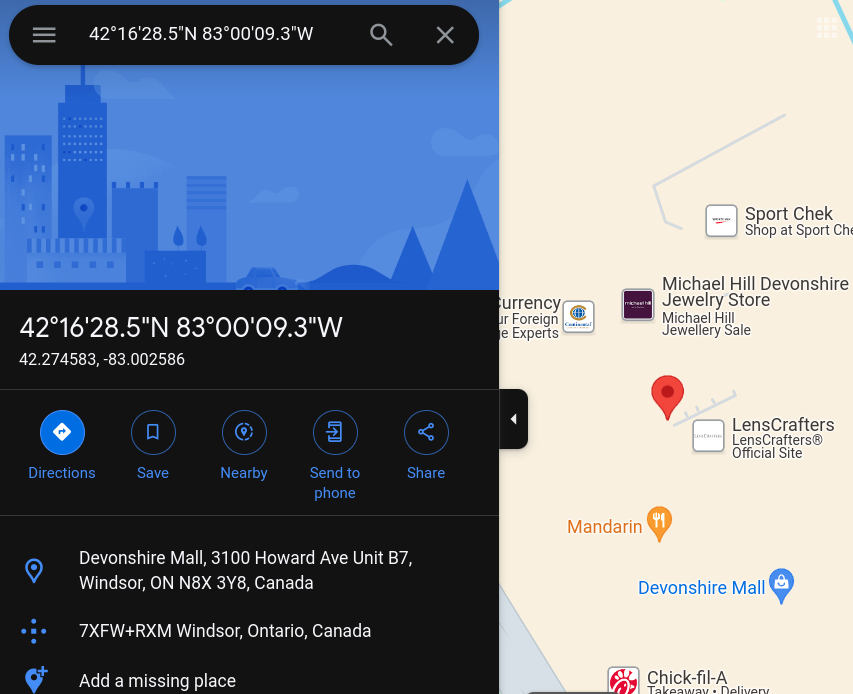 42°16'28.5"N 83°00'09.3"W
42°16'28.5"N 83°00'09.3"W
42.274583, -83.002586
Directions
Save
Nearby
Send to
phone
Share
Devonshire Mall, 3100 Howard Ave Unit B7,
Windsor, ON N8X 3Y8, Canada
7XFW+RXM Windsor, Ontario, Canada
Add a missing place
Sport Chek
Shop at Sport Che
Michael Hill Devonshire
Jewelry Store
Michael Hill
Jewellery Sale
michael hill
Currency
ur Foreign
ge Experts
Continental
LensCrafters
LensCrafters®
Official Site
Mandarin
Devonshire Mall
Chick-fil-A
Takeaway • Delivery